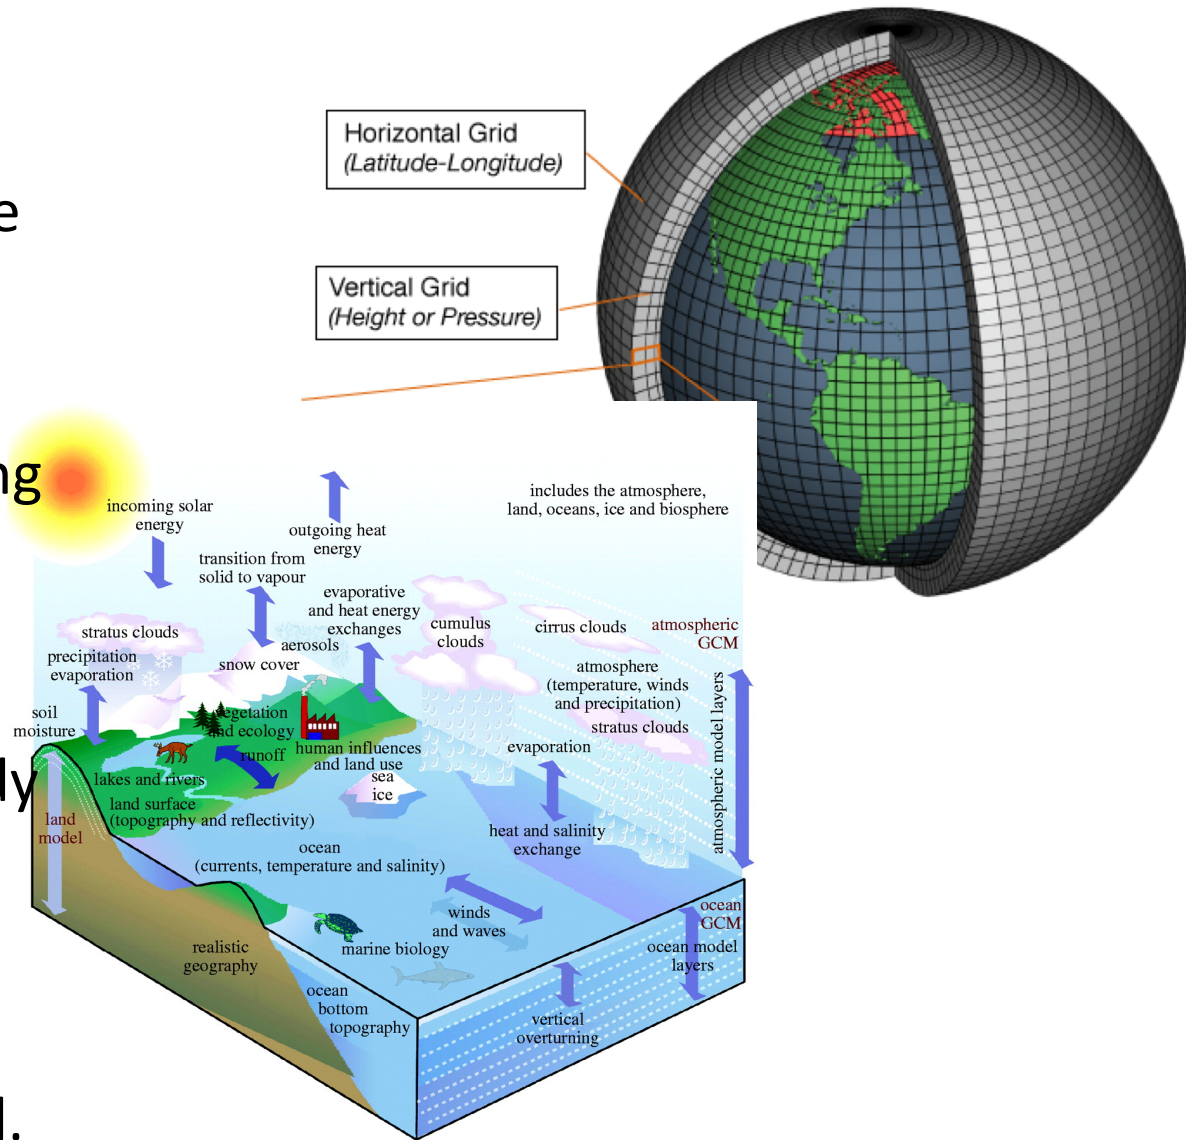 Horizontal Grid
(Latitude-Longitude)
e
Vertical Grid
(Height or Pressure)
ng
incoming solar
energy
outgoing heat
energy
includes the atmosphere,
land, oceans, ice and biosphere
transition from
solid to vapour
evaporative
and heat energy
exchanges
stratus clouds
cumulus
clouds
cirrus clouds
atmospheric
GCM
precipitation
evaporation
aerosols
snow cover
atmosphere
(temperature, winds
and precipitation)
stratus clouds
soil
moisture
vegetation
and ecology
runoff
human influences
and land use
evaporation
atmospheric model layers
dy
lakes and rivers
sea
ice
land surface
(topography and reflectivity)
land
model
heat and salinity
exchange
ocean
(currents, temperature and salinity)
winds
and waves
ocean
GCM
marine biology
ocean model
layers
realistic
geography
ocean
bottom
topography
vertical
overturning
l.